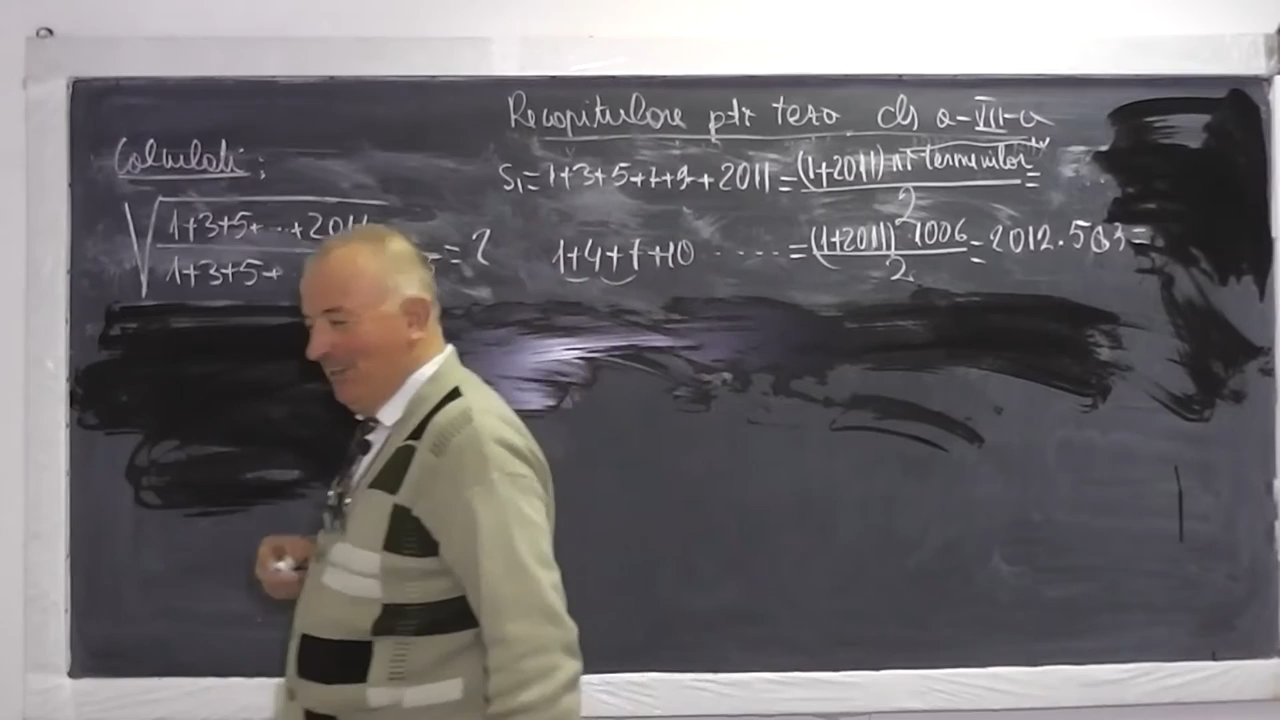 Recapitulare ptr teza cls a-VII-a
Calculati:
S₁=1+3+5+7+9+2011=(1+2011) nr terminilor/2=
√(1+3+5+...+2011/1+3+5+ =?
1+4+7+10 ......=(1+2011) 1006/2=2012.503=